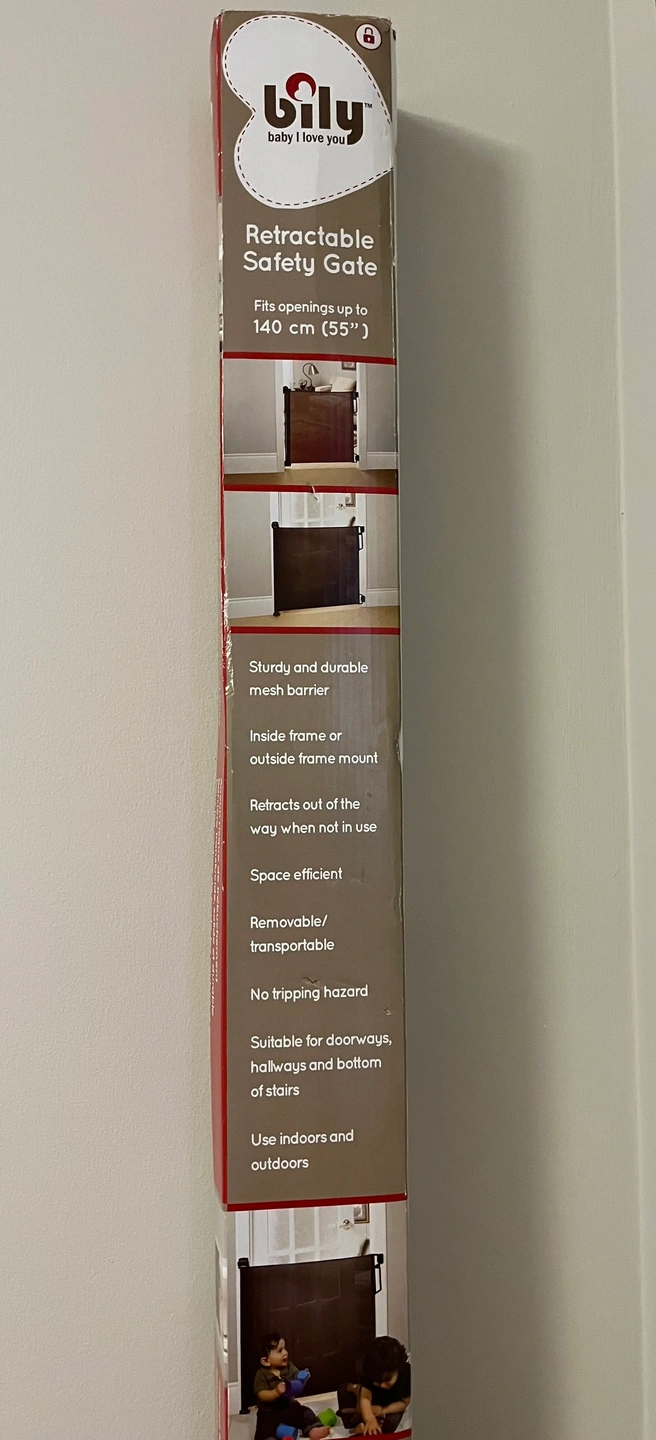 bily™
baby I love you
Retractable
Safety Gate
Fits openings up to
140 cm (55”)
Sturdy and durable
mesh barrier
Inside frame or
outside frame mount
Retracts out of the
way when not in use
Space efficient
Removable/
transportable
No tripping hazard
Suitable for doorways,
hallways and bottom
of stairs
Use indoors and
outdoors